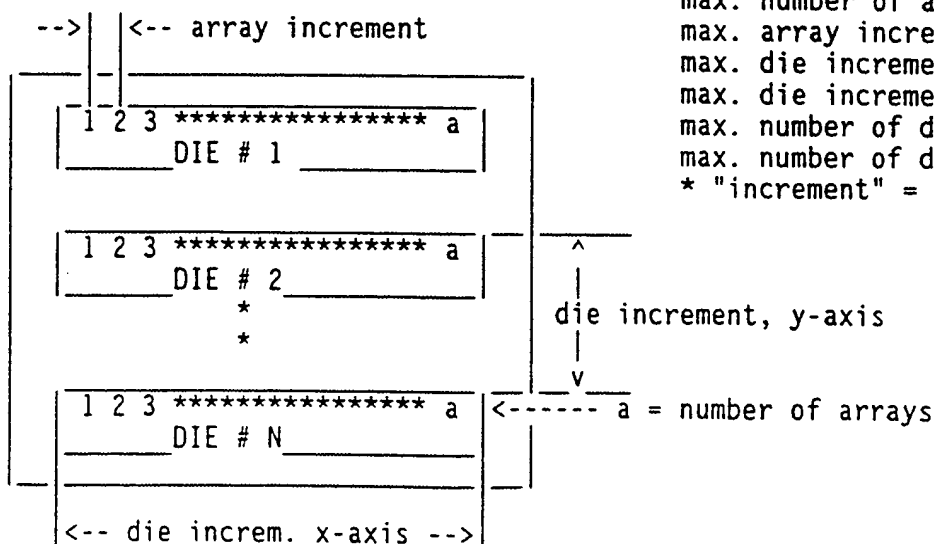 max. number of a
-->| |<-- array increment
max. array increme
max. die increme
max. die increme
1 2 3 **************** a
max. number of d
DIE # 1
max. number of d
* "increment" =
1 2 3 **************** a
DIE # 2
*
die increment, y-axis
*
1 2 3 **************** a
<------ a = number of arrays
DIE # N
<-- die increm. x-axis -->